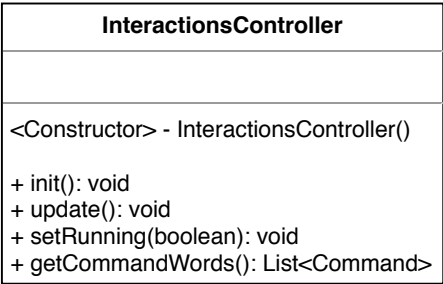 InteractionsController
<Constructor> - InteractionsController()
+ init(): void
+ update(): void
+ setRunning(boolean): void
+ getCommandWords(): List<Command>